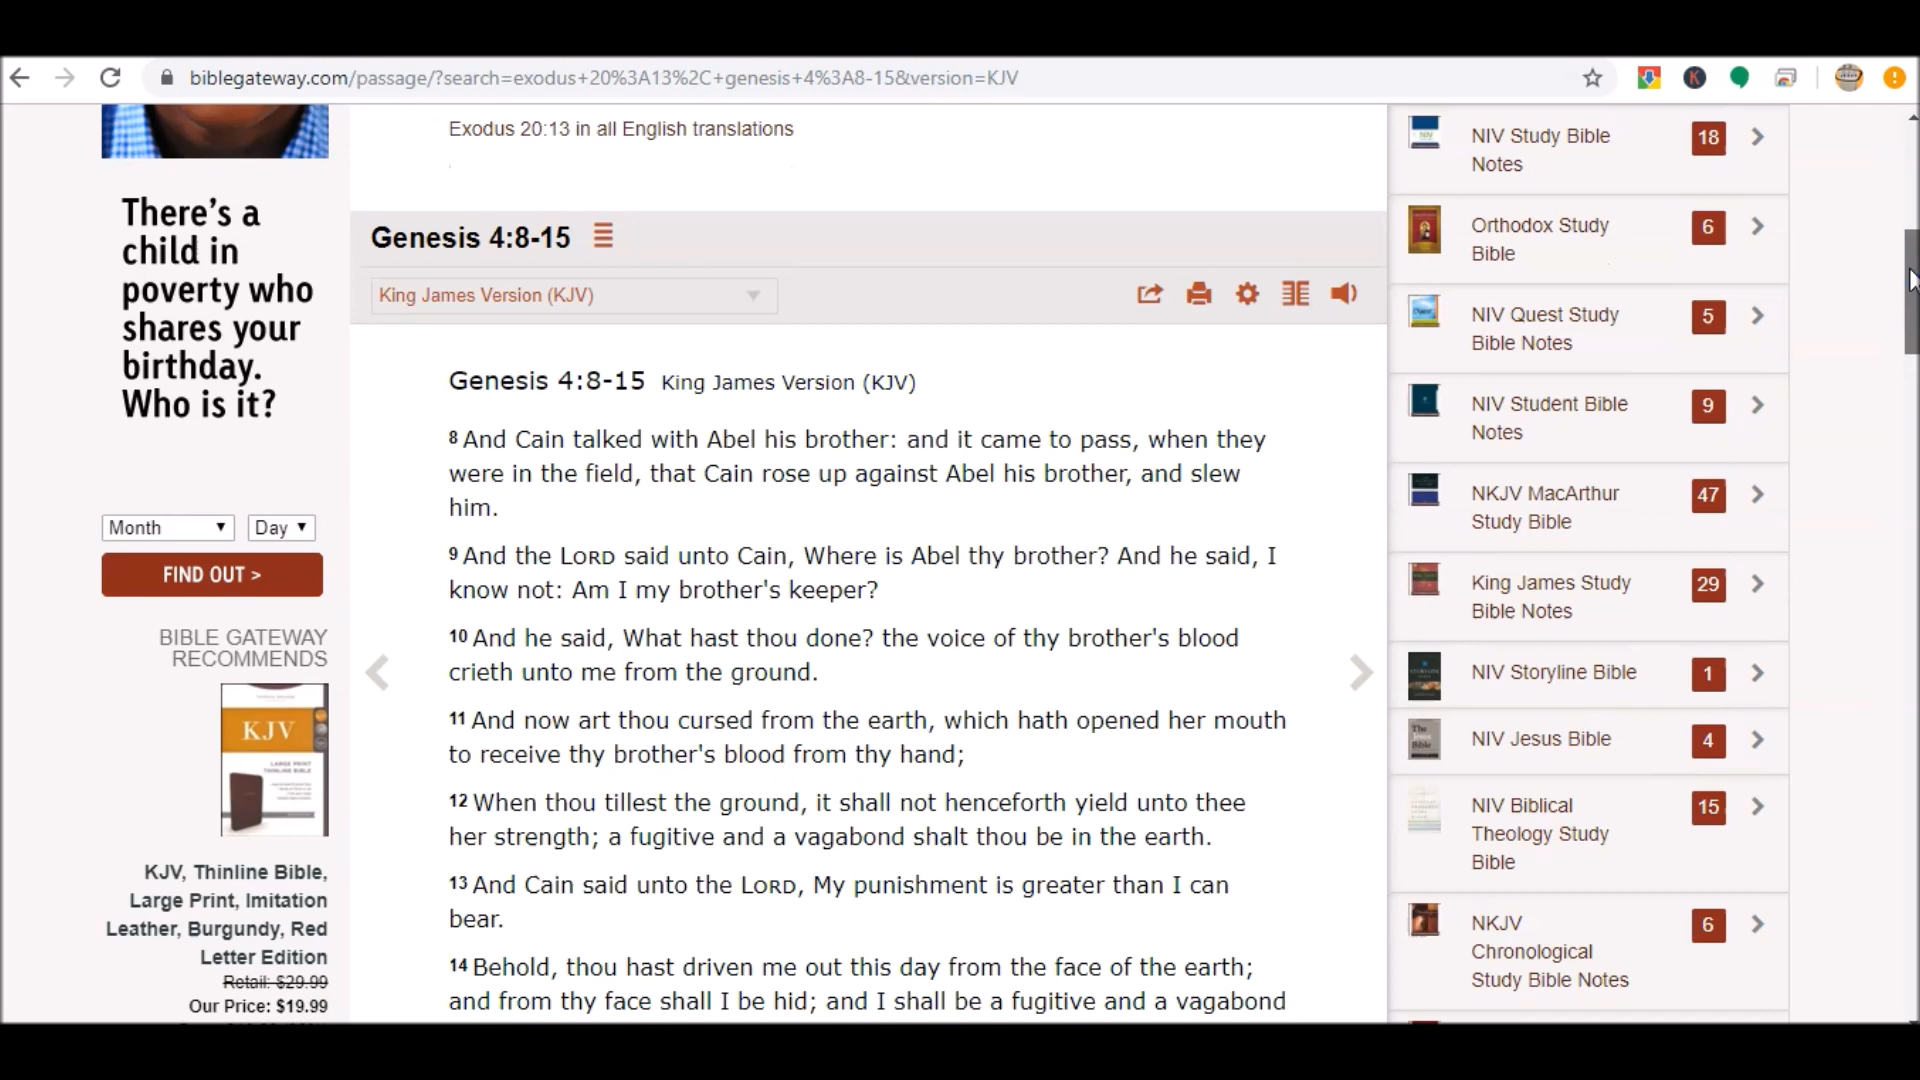 biblegateway.com/passage/?search=exodus+20%3A13%2C+genesis+4%3A8-15&version=KJV
Exodus 20:13 in all English translations
There's a
child in
poverty who
shares your
birthday.
Who is it?
Month
Day
FIND OUT >
BIBLE GATEWAY
RECOMMENDS
KJV
KJV, Thinline Bible,
Large Print, Imitation
Leather, Burgundy, Red
Letter Edition
Retail: $29.99
Our Price: $19.99
Genesis 4:8-15
King James Version (KJV)
Genesis 4:8-15 King James Version (KJV)
8 And Cain talked with Abel his brother: and it came to pass, when they
were in the field, that Cain rose up against Abel his brother, and slew
him.
9 And the LORD said unto Cain, Where is Abel thy brother? And he said, I
know not: Am I my brother's keeper?
10 And he said, What hast thou done? the voice of thy brother's blood
crieth unto me from the ground.
11 And now art thou cursed from the earth, which hath opened her mouth
to receive thy brother's blood from thy hand;
12 When thou tillest the ground, it shall not henceforth yield unto thee
her strength; a fugitive and a vagabond shalt thou be in the earth.
13 And Cain said unto the LORD, My punishment is greater than I can
bear.
14 Behold, thou hast driven me out this day from the face of the earth;
and from thy face shall I be hid; and I shall be a fugitive and a vagabond
NIV Study Bible
Notes
18
Orthodox Study
Bible
6
NIV Quest Study
Bible Notes
5
NIV Student Bible
Notes
9
NKJV MacArthur
Study Bible
47
King James Study
Bible Notes
29
NIV Storyline Bible
1
NIV Jesus Bible
4
NIV Biblical
Theology Study
Bible
15
NKJV
Chronological
Study Bible Notes
6